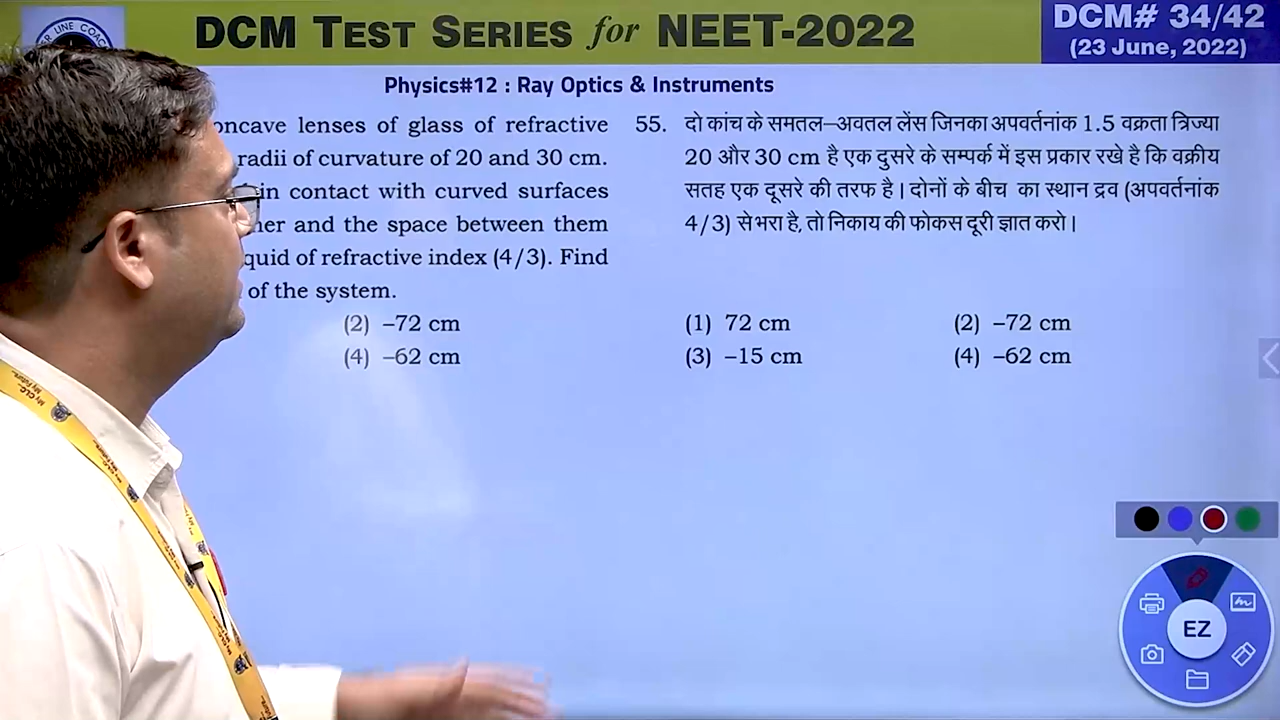 LINE COAC
DCM TEST SERIES for NEET-2022
DCM# 34/42
(23 June, 2022)
Physics#12 : Ray Optics & Instruments
concave lenses of glass of refractive
radii of curvature of 20 and 30 cm.
in contact with curved surfaces
and the space between them
of refractive index (4/3). Find
of the system.
(2) –72 cm
(4) –62 cm
55. दो कांच के समतल–अवतल लेंस जिनका अपवर्तनांक 1.5 वक्रता त्रिज्या
20 और 30 cm है एक दुसरे के सम्पर्क में इस प्रकार रखे है कि वक्रीय
सतह एक दूसरे की तरफ है। दोनों के बीच का स्थान द्रव (अपवर्तनांक
4/3) से भरा है, तो निकाय की फोकस दूरी ज्ञात करो।
(1) 72 cm (2) –72 cm
(3) –15 cm (4) –62 cm
EZ